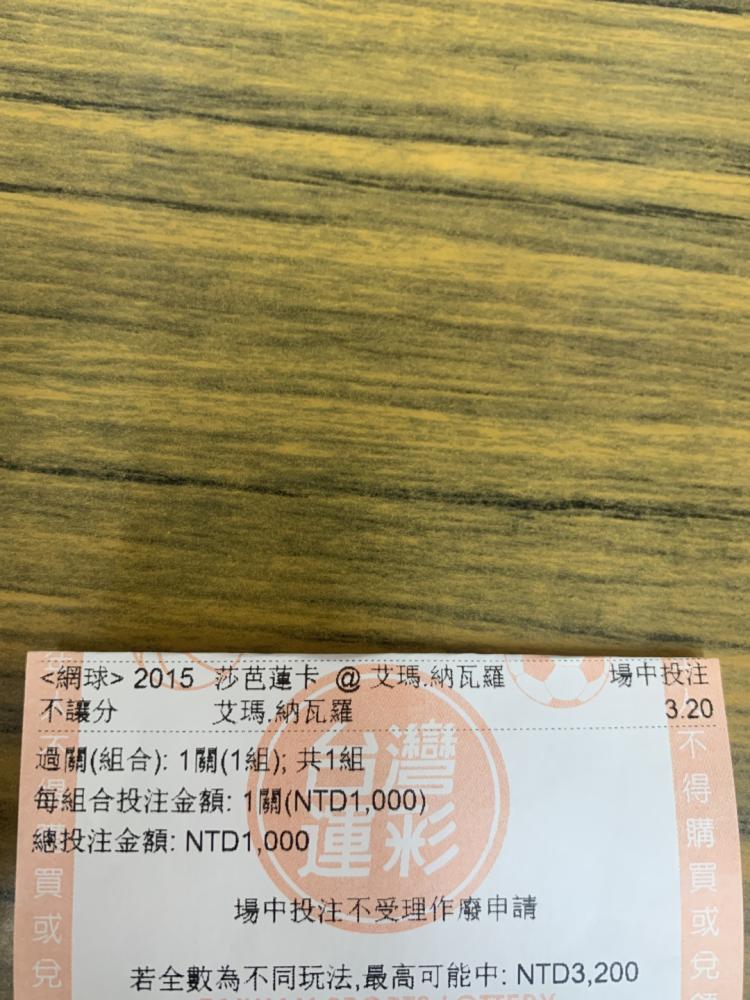 <網球> 2015 莎芭蓮卡 @ 艾瑪.納瓦羅 場中投注
不讓分 艾瑪.納瓦羅 3.20
過關(組合): 1關(1組); 共1組
每組合投注金額: 1關(NTD1,000)
總投注金額: NTD1,000
場中投注不受理作廢申請
若全數為不同玩法,最高可能中: NTD3,200
台灣
運彩
不得購買或兌
買或兌